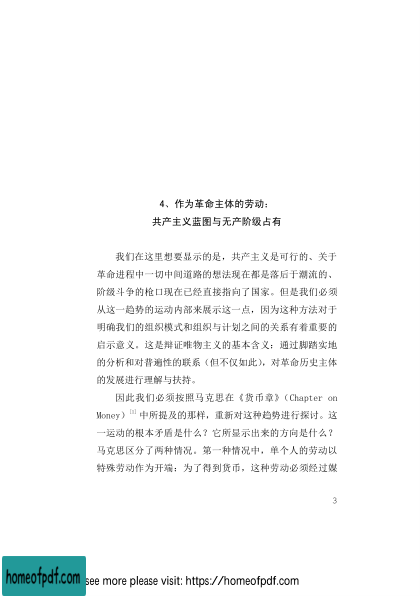 4、作为革命主体的劳动：
共产主义蓝图与无产阶级占有
我们在这里想要显示的是，共产主义是可行的、关于
革命进程中一切中间道路的想法现在都是落后于潮流的、
阶级斗争的枪口现在已经直接指向了国家。但是我们必须
从这一趋势的运动内部来展示这一点，因为这种方法对于
明确我们的组织模式和组织与计划之间的关系有着重要的
启示意义。这是辩证唯物主义的基本含义：通过脚踏实地
的分析和对普遍性的联系（但不仅如此），对革命历史主体
的发展进行理解与扶持。
因此我们必须按照马克思在《货币章》（Chapter on
Money）[1]中所提及的那样，重新对这种趋势进行探讨。这
一运动的根本矛盾是什么？它所显示出来的方向是什么？
马克思区分了两种情况。第一种情况中，单个人的劳动以
特殊劳动作为开端：为了得到货币，这种劳动必须经过媒
3
homeofpdf.com
see more please visit: https://homeofpdf.com